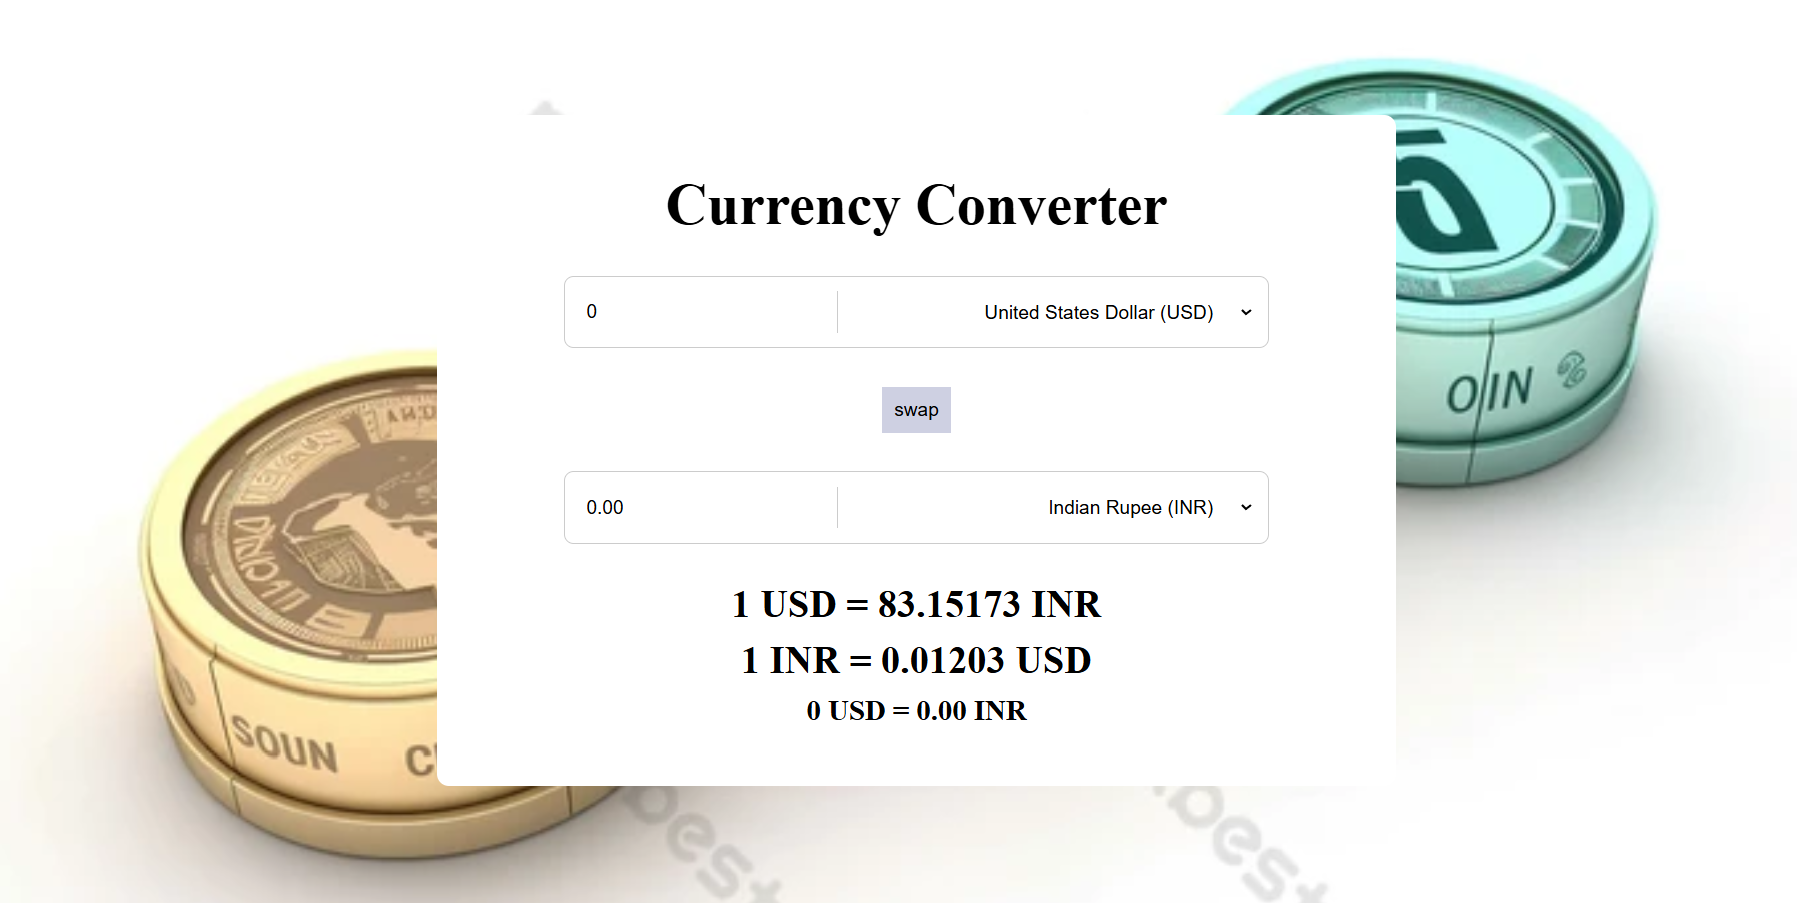 Currency Converter
0
United States Dollar (USD)
swap
0.00
Indian Rupee (INR)
1 USD = 83.15173 INR
1 INR = 0.01203 USD
0 USD = 0.00 INR
OIN
SOUN